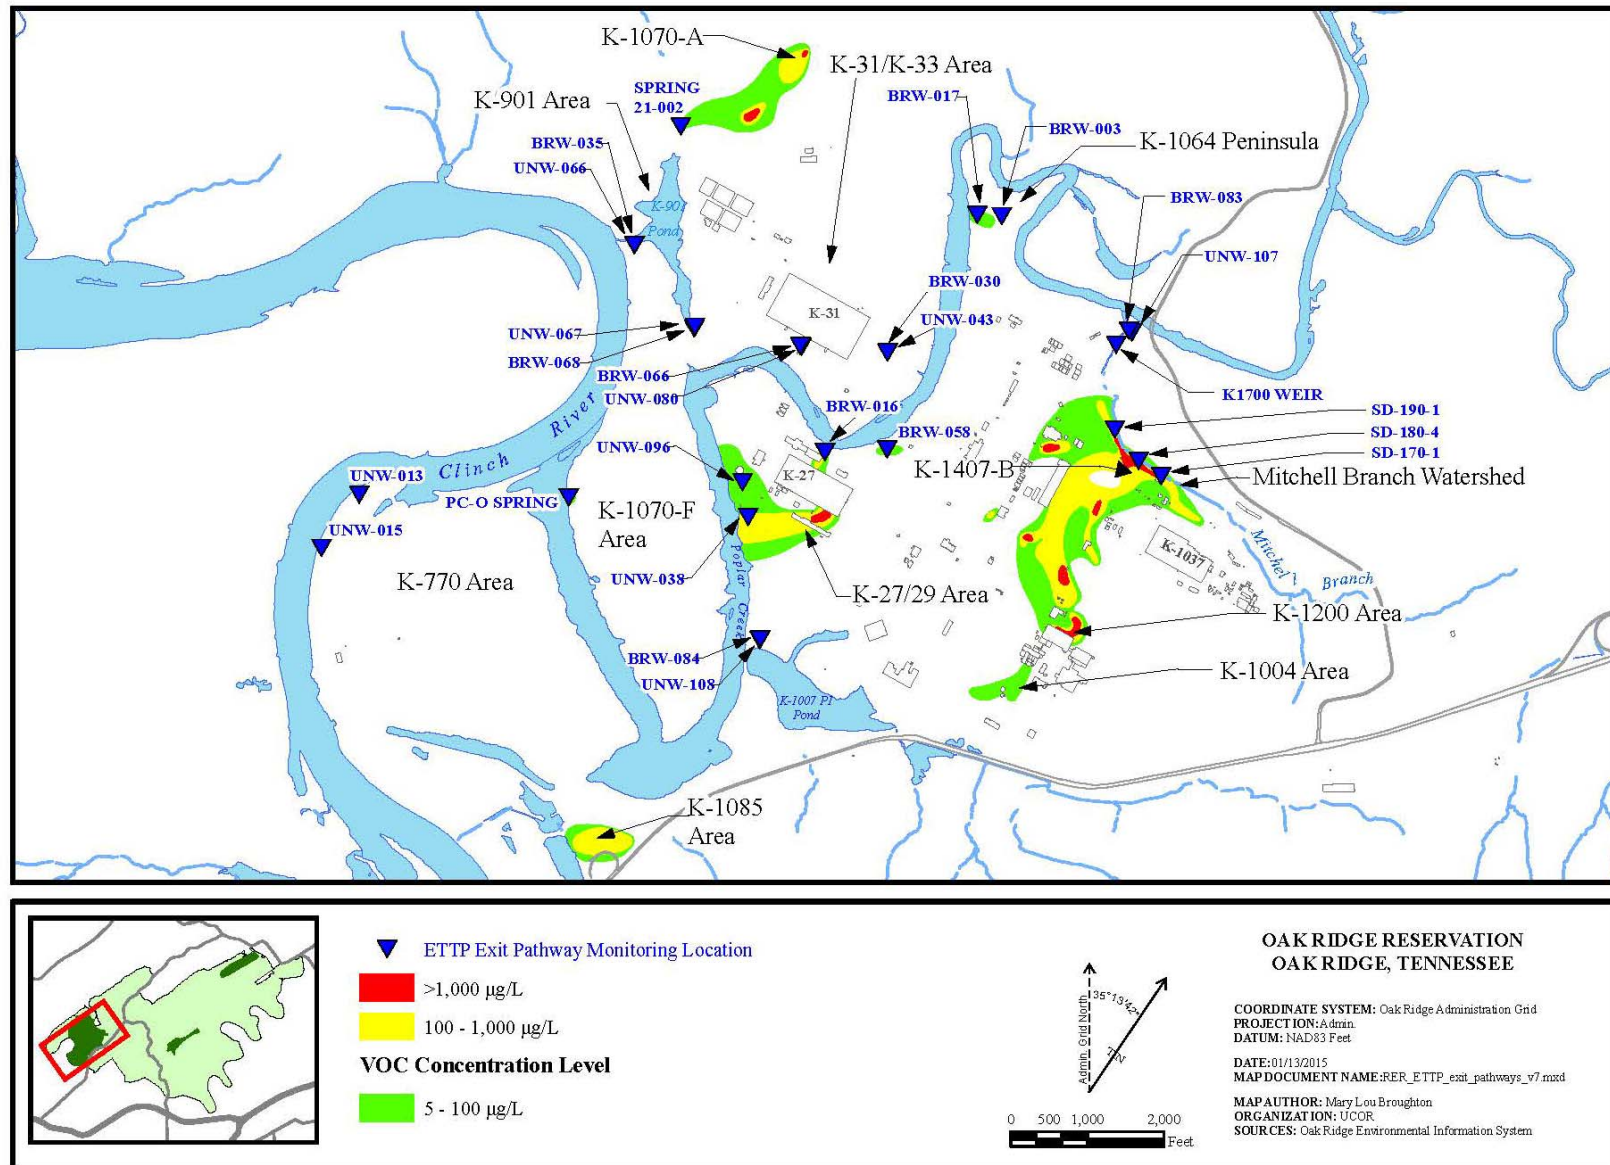 K-1070-A
K-31/K-33 Area
SPRING
21-002
K-901 Area
BRW-017
BRW-003
BRW-035
K-1064 Peninsula
UNW-066
BRW-083
K-901
Pond
UNW-107
BRW-030
K-31
UNW-043
UNW-067
BRW-068
BRW-066
UNW-080
K1700 WEIR
BRW-016
SD-190-1
BRW-058
SD-180-4
UNW-096
SD-170-1
Clinch River
K-27
K-1407-B
Mitchell Branch Watershed
UNW-013
PC-O SPRING
K-1070-F
Area
UNW-015
K-1037
Mitchel Branch
K-770 Area
UNW-038
Poplar Creek
K-27/29 Area
K-1200 Area
BRW-084
UNW-108
K-1004 Area
K-1007 P1
Pond
K-1085
Area
ETTP Exit Pathway Monitoring Location
>1,000 µg/L
100 - 1,000 µg/L
VOC Concentration Level
5 - 100 µg/L
Admin. Grid North
35°13'42"
TN
0 500 1,000 2,000
Feet
OAK RIDGE RESERVATION
OAK RIDGE, TENNESSEE
COORDINATE SYSTEM: Oak Ridge Administration Grid
PROJECTION: Admin.
DATUM: NAD83 Feet
DATE: 01/13/2015
MAP DOCUMENT NAME: RER_ETTP_exit_pathways_v7.mxd
MAP AUTHOR: Mary Lou Broughton
ORGANIZATION: UCOR
SOURCES: Oak Ridge Environmental Information System